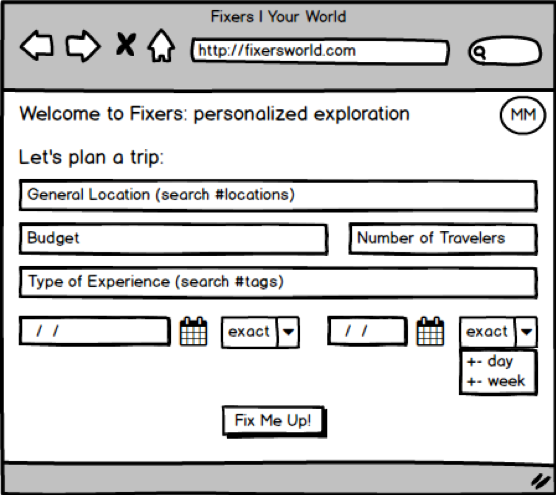 Fixers | Your World
http://fixersworld.com
Welcome to Fixers: personalized exploration
MM
Let's plan a trip:
General Location (search #locations)
Budget
Number of Travelers
Type of Experience (search #tags)
/ /
exact
/ /
exact
+- day
+- week
Fix Me Up!